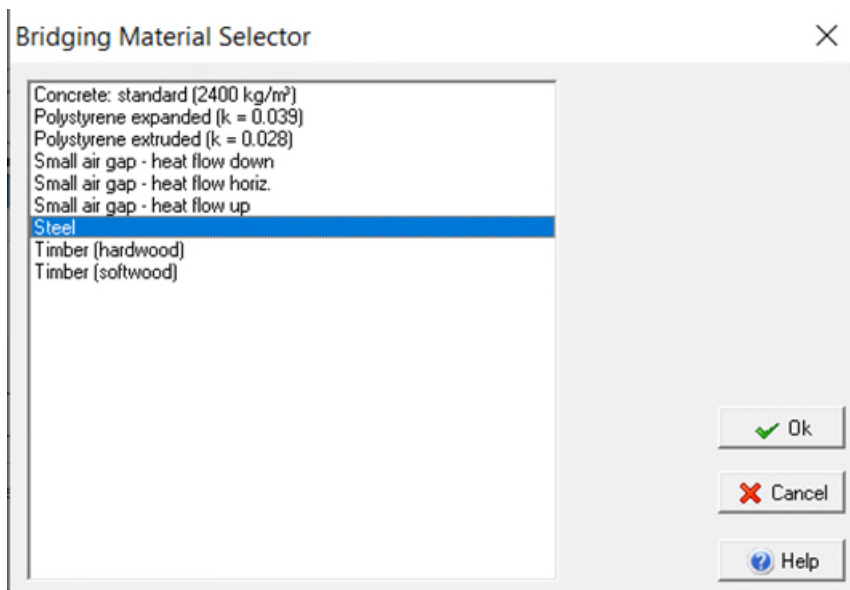 Bridging Material Selector
Concrete: standard (2400 kg/m³)
Polystyrene expanded (k = 0.039)
Polystyrene extruded (k = 0.028)
Small air gap - heat flow down
Small air gap - heat flow horiz.
Small air gap - heat flow up
Steel
Timber (hardwood)
Timber (softwood)
Ok
Cancel
Help